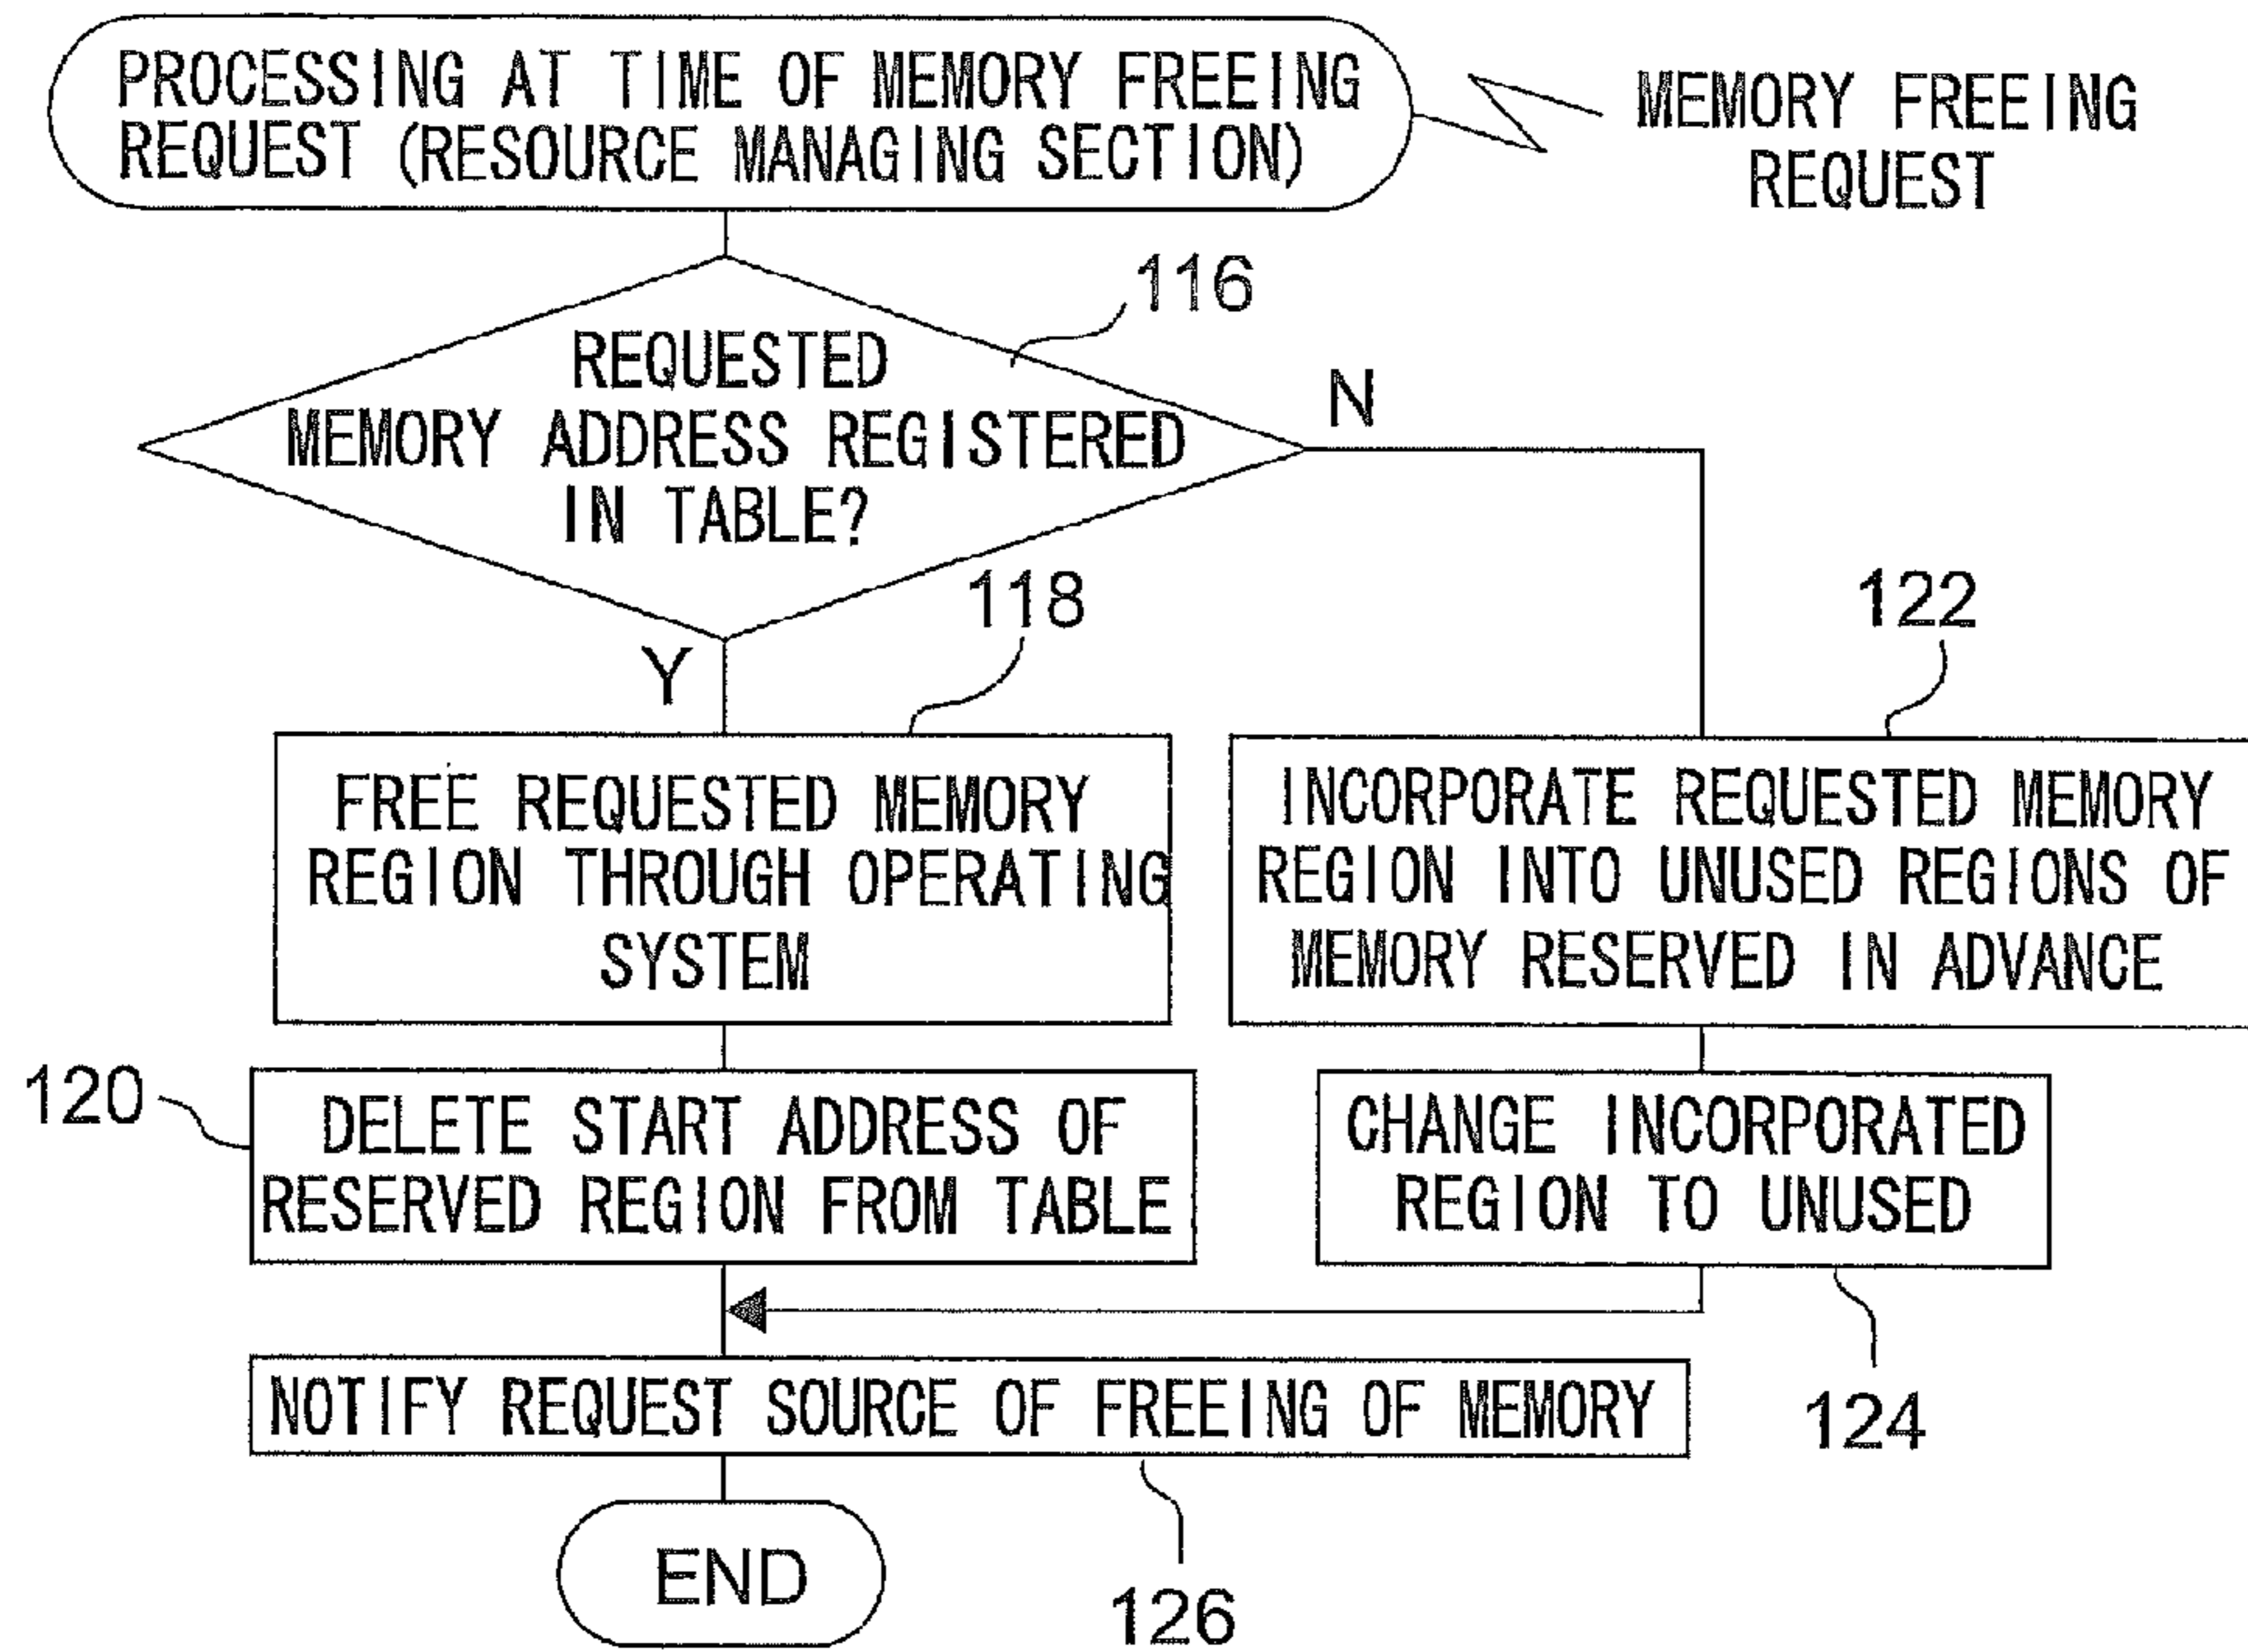 PROCESSING AT TIME OF MEMORY FREEING
REQUEST (RESOURCE MANAGING SECTION)
MEMORY FREEING
REQUEST
116
REQUESTED
MEMORY ADDRESS REGISTERED
IN TABLE?
N
Y
118
FREE REQUESTED MEMORY
REGION THROUGH OPERATING
SYSTEM
122
INCORPORATE REQUESTED MEMORY
REGION INTO UNUSED REGIONS OF
MEMORY RESERVED IN ADVANCE
120
DELETE START ADDRESS OF
RESERVED REGION FROM TABLE
CHANGE INCORPORATED
REGION TO UNUSED
124
NOTIFY REQUEST SOURCE OF FREEING OF MEMORY
126
END